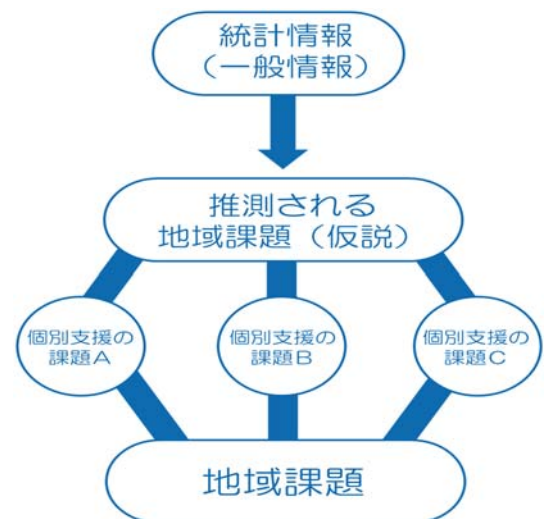 統計情報
（一般情報）
推測される
地域課題（仮説）
個別支援の
課題A
個別支援の
課題B
個別支援の
課題C
地域課題